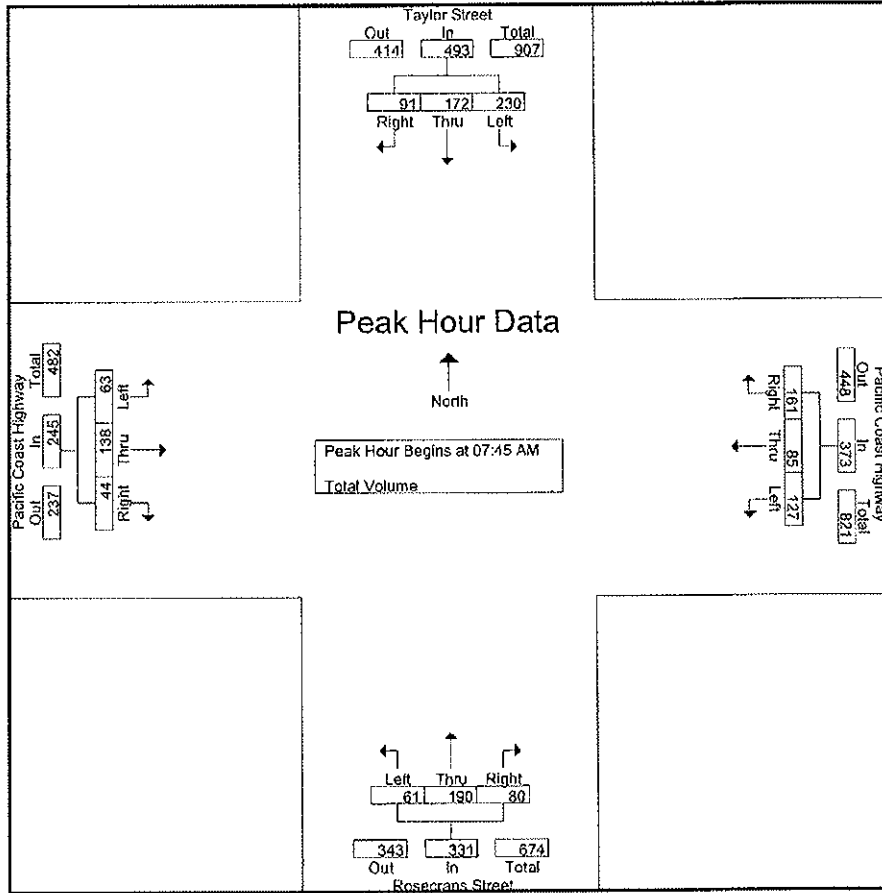 Taylor Street
Out In Total
414 493 907
91 172 230
Right Thru Left
Peak Hour Data
North
Peak Hour Begins at 07:45 AM
Total Volume
Pacific Coast Highway
Total In Out
482 245 237
63 138 44
Left Thru Right
Pacific Coast Highway
Out In Total
448 373 821
161 85 127
Right Thru Left
Left Thru Right
61 190 80
343 331 674
Out In Total
Rosecrans Street